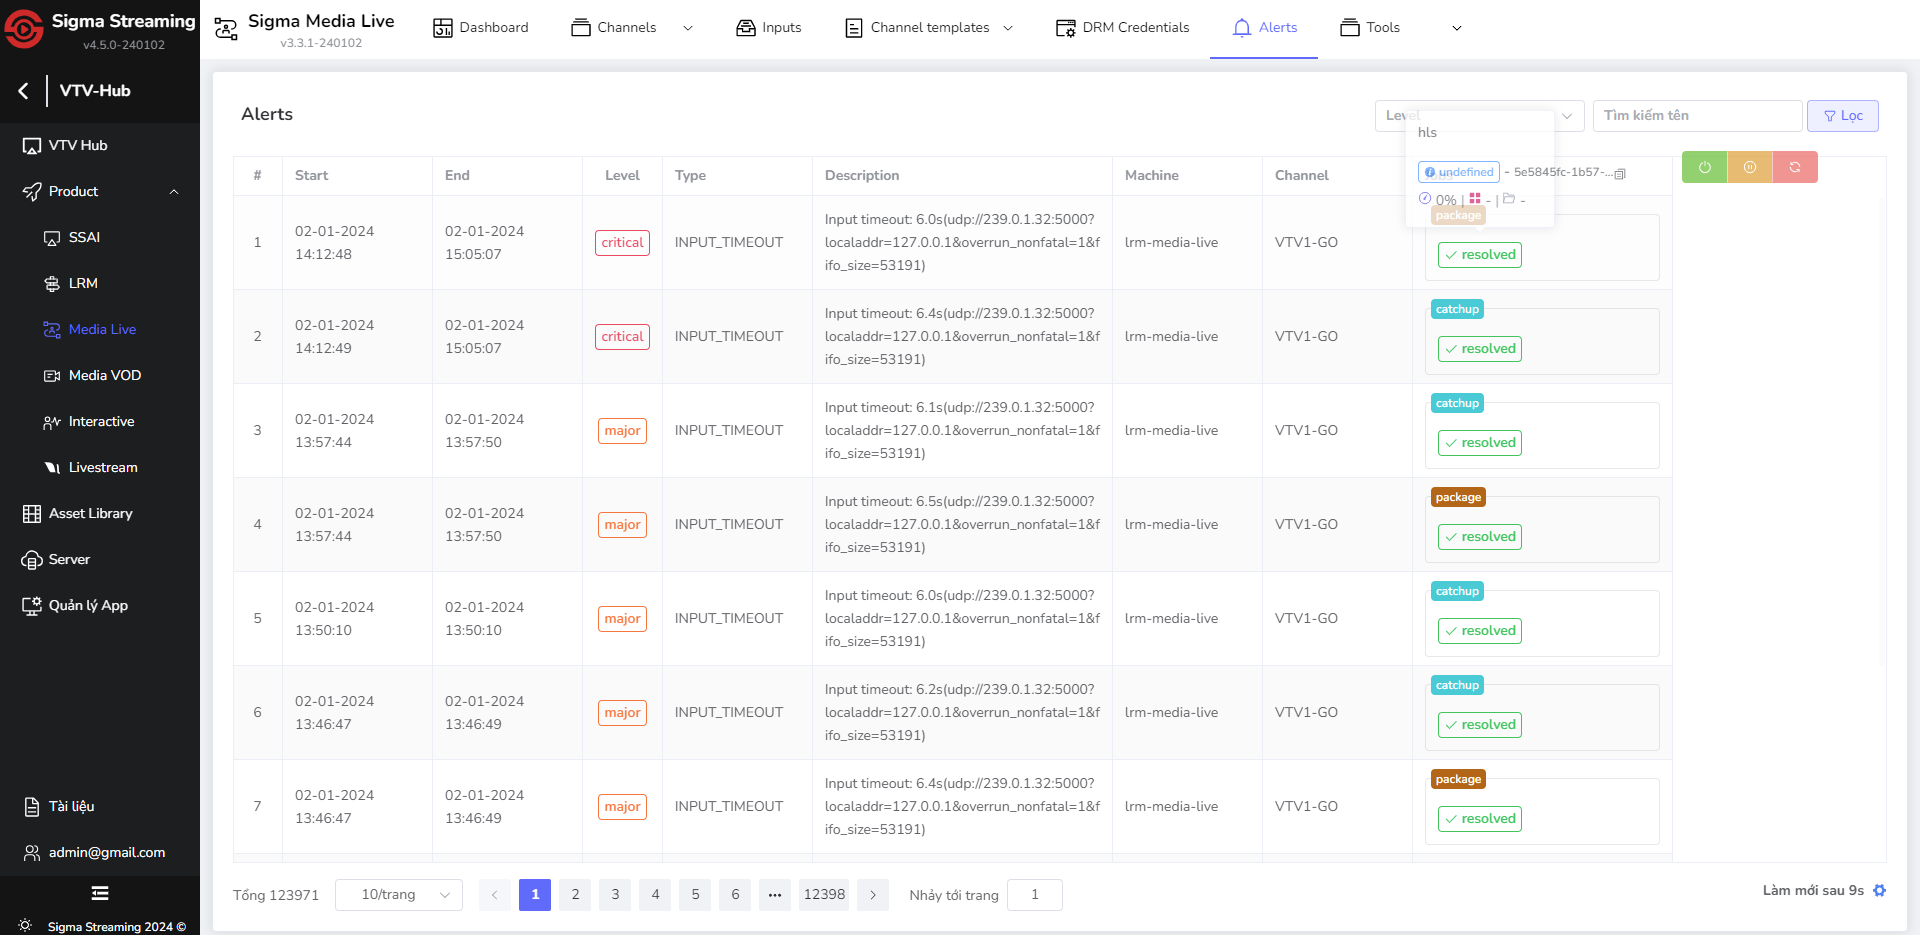 Sigma Streaming
v4.5.0-240102
VTV-Hub
VTV Hub
Product
SSAI
LRM
Media Live
Media VOD
Interactive
Livestream
Asset Library
Server
Quản lý App
Tài liệu
admin@gmail.com
Sigma Streaming 2024 ©
Sigma Media Live
v3.3.1-240102
Dashboard
Channels
Inputs
Channel templates
DRM Credentials
Alerts
Tools
Alerts
Level
Tìm kiếm tên
Lọc
hls
undefined - 5e5845fc-1b57-...
0% | - | -
# Start End Level Type Description Machine Channel
1
02-01-2024
14:12:48
02-01-2024
15:05:07
critical
INPUT_TIMEOUT
Input timeout: 6.0s(udp://239.0.1.32:5000?
localaddr=127.0.0.1&overrun_nonfatal=1&f
ifo_size=53191)
lrm-media-live
VTV1-GO
package
resolved
2
02-01-2024
14:12:49
02-01-2024
15:05:07
critical
INPUT_TIMEOUT
Input timeout: 6.4s(udp://239.0.1.32:5000?
localaddr=127.0.0.1&overrun_nonfatal=1&f
ifo_size=53191)
lrm-media-live
VTV1-GO
catchup
resolved
3
02-01-2024
13:57:44
02-01-2024
13:57:50
major
INPUT_TIMEOUT
Input timeout: 6.1s(udp://239.0.1.32:5000?
localaddr=127.0.0.1&overrun_nonfatal=1&f
ifo_size=53191)
lrm-media-live
VTV1-GO
catchup
resolved
4
02-01-2024
13:57:44
02-01-2024
13:57:50
major
INPUT_TIMEOUT
Input timeout: 6.5s(udp://239.0.1.32:5000?
localaddr=127.0.0.1&overrun_nonfatal=1&f
ifo_size=53191)
lrm-media-live
VTV1-GO
package
resolved
5
02-01-2024
13:50:10
02-01-2024
13:50:10
major
INPUT_TIMEOUT
Input timeout: 6.0s(udp://239.0.1.32:5000?
localaddr=127.0.0.1&overrun_nonfatal=1&f
ifo_size=53191)
lrm-media-live
VTV1-GO
catchup
resolved
6
02-01-2024
13:46:47
02-01-2024
13:46:49
major
INPUT_TIMEOUT
Input timeout: 6.2s(udp://239.0.1.32:5000?
localaddr=127.0.0.1&overrun_nonfatal=1&f
ifo_size=53191)
lrm-media-live
VTV1-GO
catchup
resolved
7
02-01-2024
13:46:47
02-01-2024
13:46:49
major
INPUT_TIMEOUT
Input timeout: 6.4s(udp://239.0.1.32:5000?
localaddr=127.0.0.1&overrun_nonfatal=1&f
ifo_size=53191)
lrm-media-live
VTV1-GO
package
resolved
Tổng 123971 10/trang 1 2 3 4 5 6 ••• 12398 Nhảy tới trang 1
Làm mới sau 9s